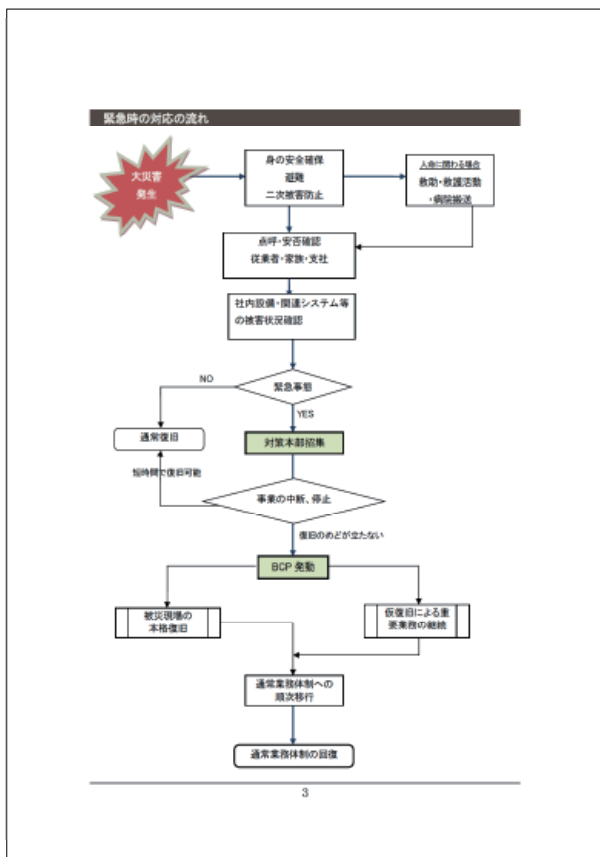 緊急時の対応の流れ
大災害
発生
身の安全確保
避難
二次被害防止
人命に関わる場合
救助・救護活動
・病院搬送
点呼・安否確認
従業者・家族・支社
社内設備・関連システム等
の被害状況確認
NO
緊急事態
YES
通常復旧
対策本部招集
短時間で復旧可能
事業の中断、停止
復旧のめどが立たない
BCP 発動
被災現場の
本格復旧
仮復旧による重
要業務の継続
通常業務体制への
順次移行
通常業務体制の回復
3